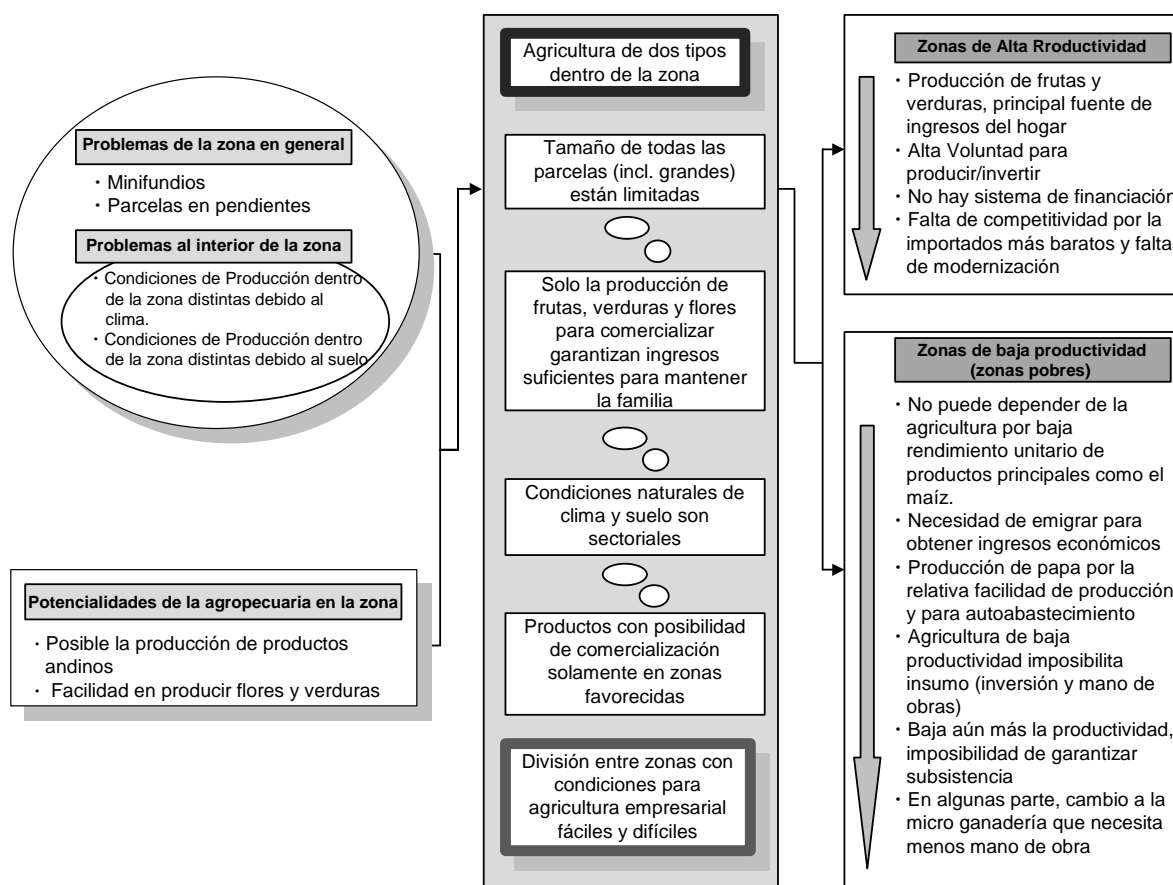 Problemas de la zona en general
・Minifundios
・Parcelas en pendientes
Problemas al interior de la zona
・Condiciones de Producción dentro
de la zona distintas debido al
clima.
・Condiciones de Producción dentro
de la zona distintas debido al suelo
Potencialidades de la agropecuaria en la zona
・Posible la producción de productos
andinos
・Facilidad en producir flores y verduras
Agricultura de dos tipos
dentro de la zona
Tamaño de todas las
parcelas (incl. grandes)
están limitadas
Solo la producción de
frutas, verduras y flores
para comercializar
garantizan ingresos
suficientes para mantener
la familia
Condiciones naturales de
clima y suelo son
sectoriales
Productos con posibilidad
de comercialización
solamente en zonas
favorecidas
División entre zonas con
condiciones para
agricultura empresarial
fáciles y difíciles
Zonas de Alta Rroductividad
・Producción de frutas y
verduras, principal fuente de
ingresos del hogar
・Alta Voluntad para
producir/invertir
・No hay sistema de financiación
・Falta de competitividad por la
importados más baratos y falta
de modernización
Zonas de baja productividad
(zonas pobres)
・No puede depender de la
agricultura por baja
rendimiento unitario de
productos principales como el
maíz.
・Necesidad de emigrar para
obtener ingresos económicos
・Producción de papa por la
relativa facilidad de producción
y para autoabastecimiento
・Agricultura de baja
productividad imposibilita
insumo (inversión y mano de
obras)
・Baja aún más la productividad,
imposibilidad de garantizar
subsistencia
・En algunas parte, cambio a la
micro ganadería que necesita
menos mano de obra